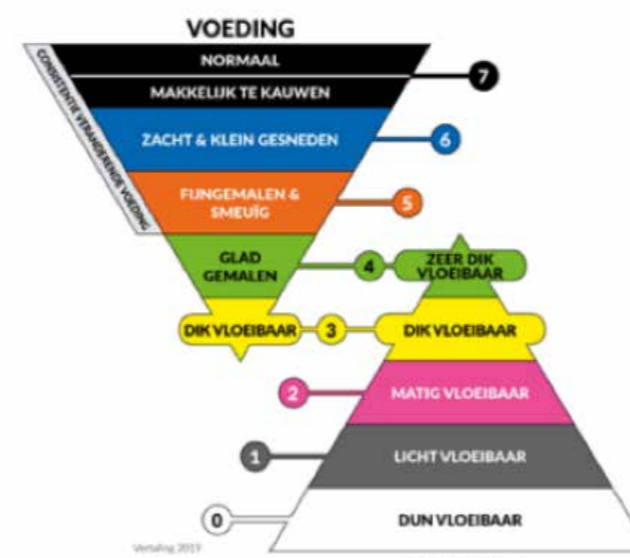 VOEDING
NORMAAL
7
MAKKELIJK TE KAUWEN
CONSISTENTIE VERANDERENDE VOEDING
ZACHT & KLEIN GESNEDEN
6
FIJNGEMALEN &
SMEUÏG
5
GLAD
GEMALEN
4
ZEER DIK
VLOEIBAAR
DIK VLOEIBAAR
3
DIK VLOEIBAAR
2
MATIG VLOEIBAAR
1
LICHT VLOEIBAAR
0
DUN VLOEIBAAR
Vertaling 2019